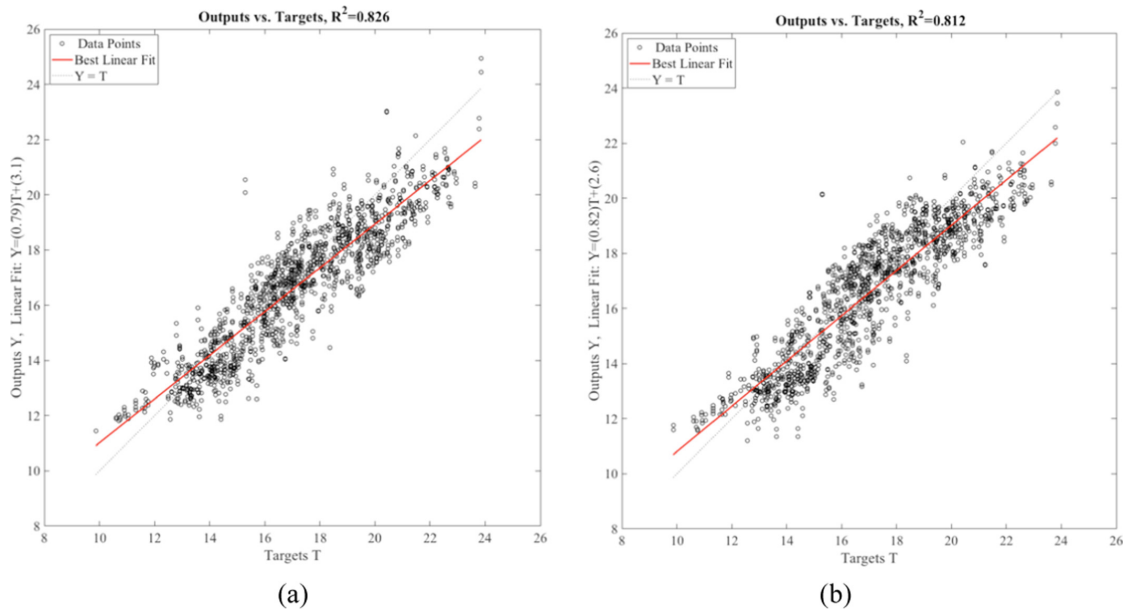 Outputs vs. Targets, R²=0.826
26
24
22
20
18
16
14
12
10
8
Outputs Y, Linear Fit: Y=(0.79)T+(3.1)
Data Points
Best Linear Fit
Y = T
8 10 12 14 16 18 20 22 24 26
Targets T
(a)
Outputs vs. Targets, R²=0.812
26
24
22
20
18
16
14
12
10
8
Outputs Y, Linear Fit: Y=(0.82)T+(2.6)
Data Points
Best Linear Fit
Y = T
8 10 12 14 16 18 20 22 24 26
Targets T
(b)